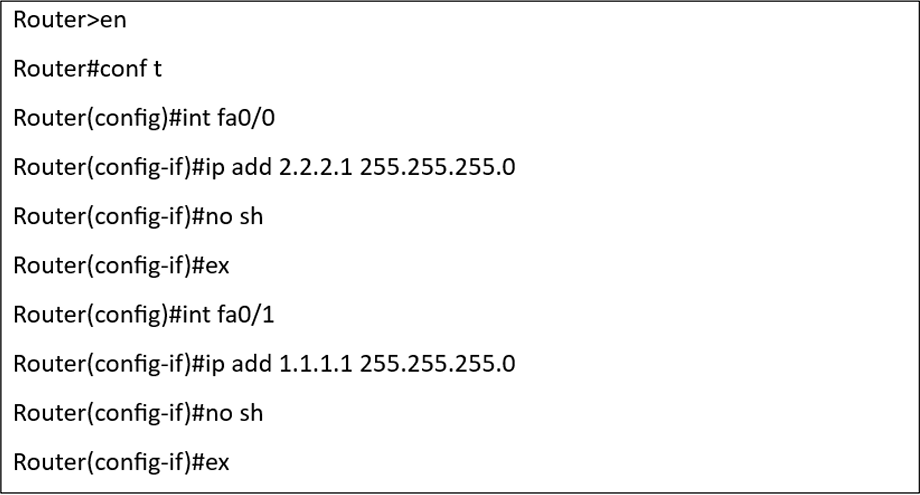 Router>en
Router#conf t
Router(config)#int fa0/0
Router(config-if)#ip add 2.2.2.1 255.255.255.0
Router(config-if)#no sh
Router(config-if)#ex
Router(config)#int fa0/1
Router(config-if)#ip add 1.1.1.1 255.255.255.0
Router(config-if)#no sh
Router(config-if)#ex